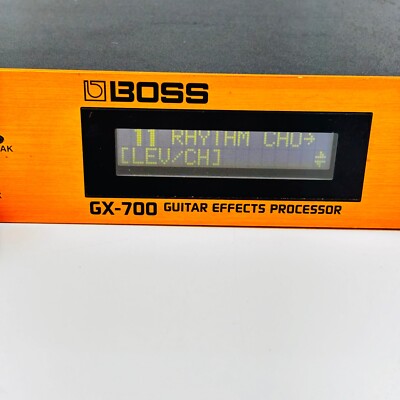 BOSS
11 RHYTHM CHO→
[LEV/CH]
GX-700 GUITAR EFFECTS PROCESSOR